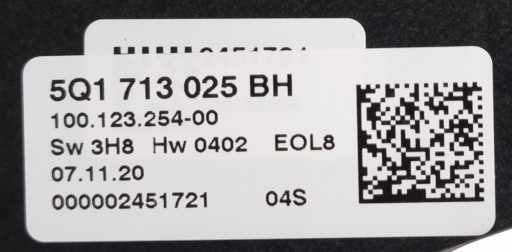 5Q1 713 025 BH
100.123.254-00
Sw 3H8 Hw 0402 EOL8
07.11.20
000002451721 04S